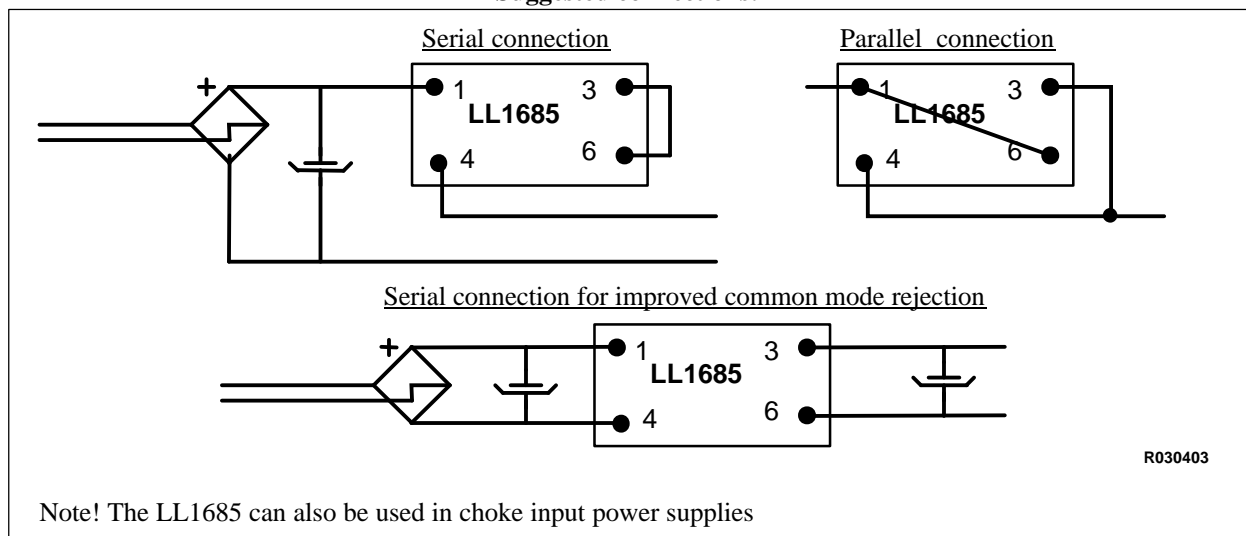 Suggested connections:
Serial connection
Parallel connection
+
1
3
LL1685
4
6
1
3
LL1685
4
6
Serial connection for improved common mode rejection
+
1
3
LL1685
4
6
R030403
Note! The LL1685 can also be used in choke input power supplies